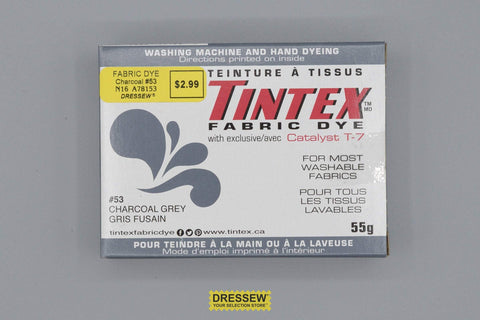 WASHING MACHINE AND HAND DYEING
Directions printed on inside
FABRIC DYE
Charcoal #53
N16 A78153
DRESSEW®
$2.99
TEINTURE À TISSUS
TINTEX TM
MD
FABRIC DYE
with exclusive/avec Catalyst T-7
FOR MOST
WASHABLE
FABRICS
POUR TOUS
LES TISSUS
LAVABLES
#53
CHARCOAL GREY
GRIS FUSAIN
tintexfabricdye www.tintex.ca
55g
POUR TEINDRE À LA MAIN OU À LA LAVEUSE
Mode d'emploi imprimé à l'intérieur
DRESSEW
YOUR SELECTION STORE